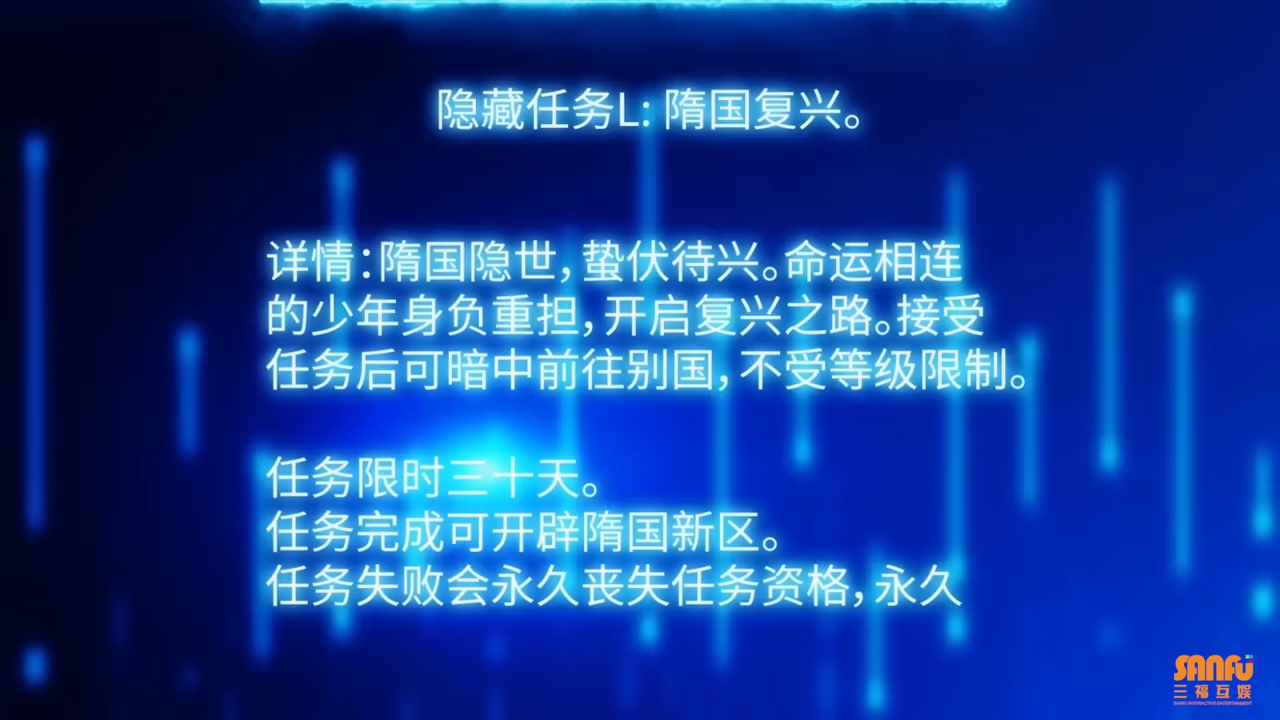 隐藏任务L: 隋国复兴。
详情：隋国隐世，蛰伏待兴。命运相连
的少年身负重担，开启复兴之路。接受
任务后可暗中前往别国，不受等级限制。
任务限时三十天。
任务完成可开辟隋国新区。
任务失败会永久丧失任务资格，永久
SANFU
三福互娱
SANFU INTERACTIVE ENTERTAINMENT